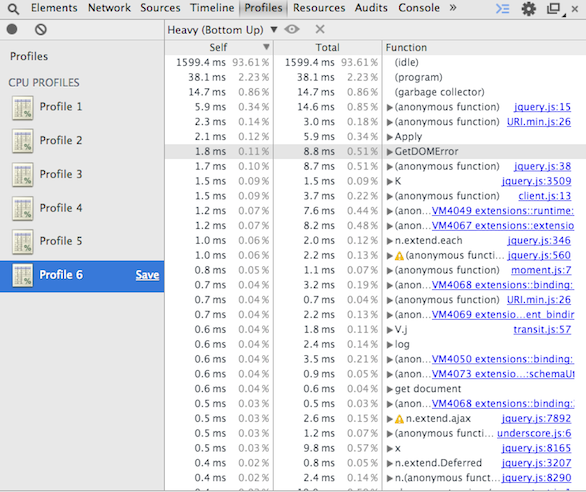 Elements Network Sources Timeline Profiles Resources Audits Console »
Heavy (Bottom Up) ▼
Profiles
CPU PROFILES
Profile 1
Profile 2
Profile 3
Profile 4
Profile 5
Profile 6 Save
Self ▼ Total Function
1599.4 ms 93.61% 1599.4 ms 93.61% (idle)
38.1 ms 2.23% 38.1 ms 2.23% (program)
14.7 ms 0.86% 14.7 ms 0.86% (garbage collector)
5.9 ms 0.34% 14.6 ms 0.85% ▶(anonymous function) jquery.js:15
2.3 ms 0.14% 3.0 ms 0.18% ▶(anonymous function) URI.min.js:26
2.1 ms 0.12% 5.9 ms 0.34% ▶Apply
1.8 ms 0.11% 8.8 ms 0.51% ▶GetDOMError
1.7 ms 0.10% 8.7 ms 0.51% ▶(anonymous function) jquery.js:38
1.5 ms 0.09% 1.5 ms 0.09% ▶K jquery.js:3509
1.5 ms 0.09% 3.7 ms 0.22% ▶(anonymous function) client.js:13
1.2 ms 0.07% 7.6 ms 0.44% ▶(anon...VM4049 extensions::runtime:
1.2 ms 0.07% 8.2 ms 0.48% ▶(anon...VM4067 extensions::extensio
1.0 ms 0.06% 2.0 ms 0.12% ▶n.extend.each jquery.js:346
1.0 ms 0.06% 2.2 ms 0.13% ▶(anonymous functi... jquery.js:560
0.8 ms 0.05% 1.1 ms 0.07% ▶(anonymous function) moment.js:7
0.7 ms 0.04% 3.2 ms 0.19% ▶(anon...VM4068 extensions::binding:
0.7 ms 0.04% 0.7 ms 0.04% ▶(anonymous function) URI.min.js:26
0.7 ms 0.04% 2.2 ms 0.13% ▶(anon...VM4069 extensio...ent_bindin
0.6 ms 0.04% 1.8 ms 0.11% ▶V.j transit.js:57
0.6 ms 0.04% 2.4 ms 0.14% ▶log
0.6 ms 0.04% 3.5 ms 0.21% ▶(anon...VM4050 extensions::binding:
0.6 ms 0.04% 0.9 ms 0.05% ▶(anon...VM4073 extensio...:schemaUt
0.6 ms 0.04% 0.6 ms 0.04% ▶get document
0.5 ms 0.03% 0.5 ms 0.03% ▶(anon...VM4068 extensions::binding:2
0.5 ms 0.03% 2.6 ms 0.15% ▶n.extend.ajax jquery.js:7892
0.5 ms 0.03% 1.2 ms 0.07% ▶(anonymous functi... underscore.js:6
0.5 ms 0.03% 9.8 ms 0.57% ▶x jquery.js:8165
0.4 ms 0.02% 0.8 ms 0.05% ▶n.extend.Deferred jquery.js:3207
0.4 ms 0.02% 2.4 ms 0.14% ▶n.(anonymous function) jquery.js:8290